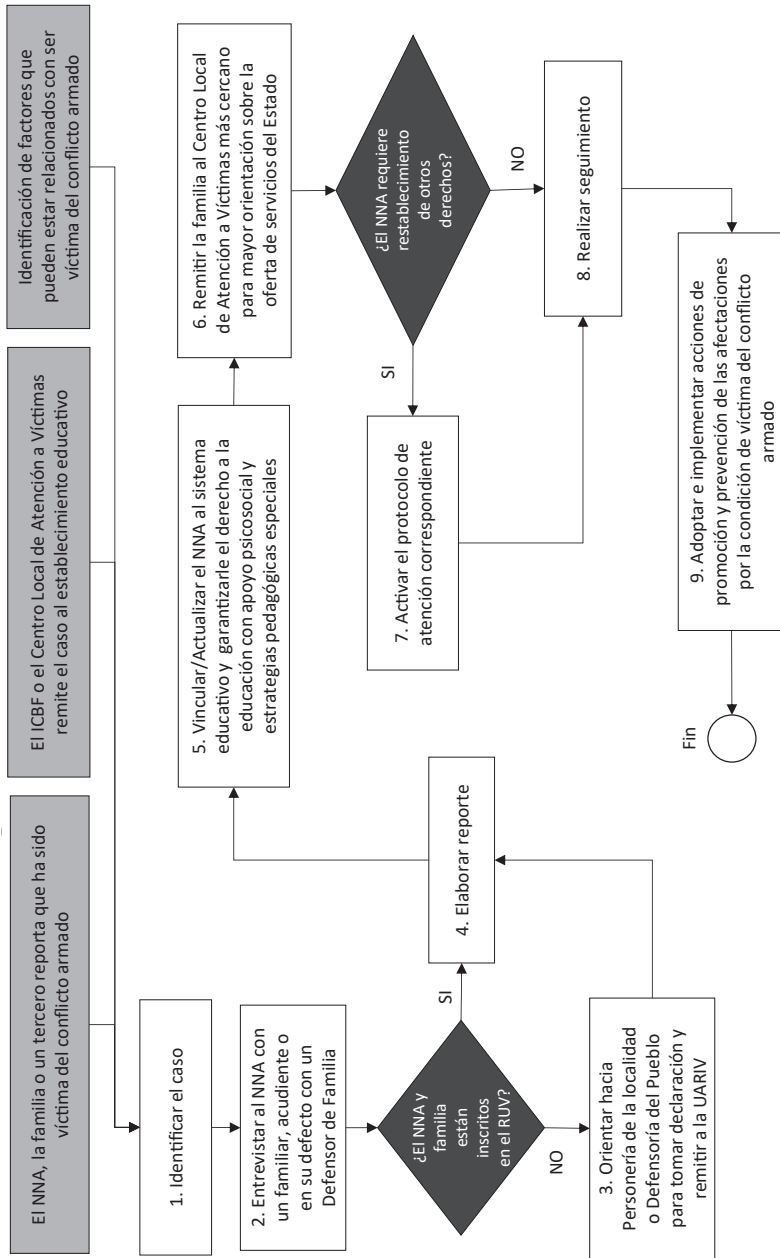 El NNA, la familia o un tercero reporta que ha sido
víctima del conflicto armado
El ICBF o el Centro Local de Atención a Víctimas
remite el caso al establecimiento educativo
Identificación de factores que
pueden estar relacionados con ser
víctima del conflicto armado
1. Identificar el caso
2. Entrevistar al NNA con
un familiar, acudiente o
en su defecto con un
Defensor de Familia
¿El NNA y
familia
están
inscritos
en el RUV?
SI
NO
3. Orientar hacia
Personería de la localidad
o Defensoría del Pueblo
para tomar declaración y
remitir a la UARIV
4. Elaborar reporte
5. Vincular/Actualizar el NNA al sistema
educativo y garantizarle el derecho a la
educación con apoyo psicosocial y
estrategias pedagógicas especiales
6. Remitir la familia al Centro Local
de Atención a Víctimas más cercano
para mayor orientación sobre la
oferta de servicios del Estado
¿El NNA requiere
restablecimiento
de otros
derechos?
SI
NO
7. Activar el protocolo de
atención correspondiente
8. Realizar seguimiento
9. Adoptar e implementar acciones de
promoción y prevención de las afectaciones
por la condición de víctima del conflicto
armado
Fin